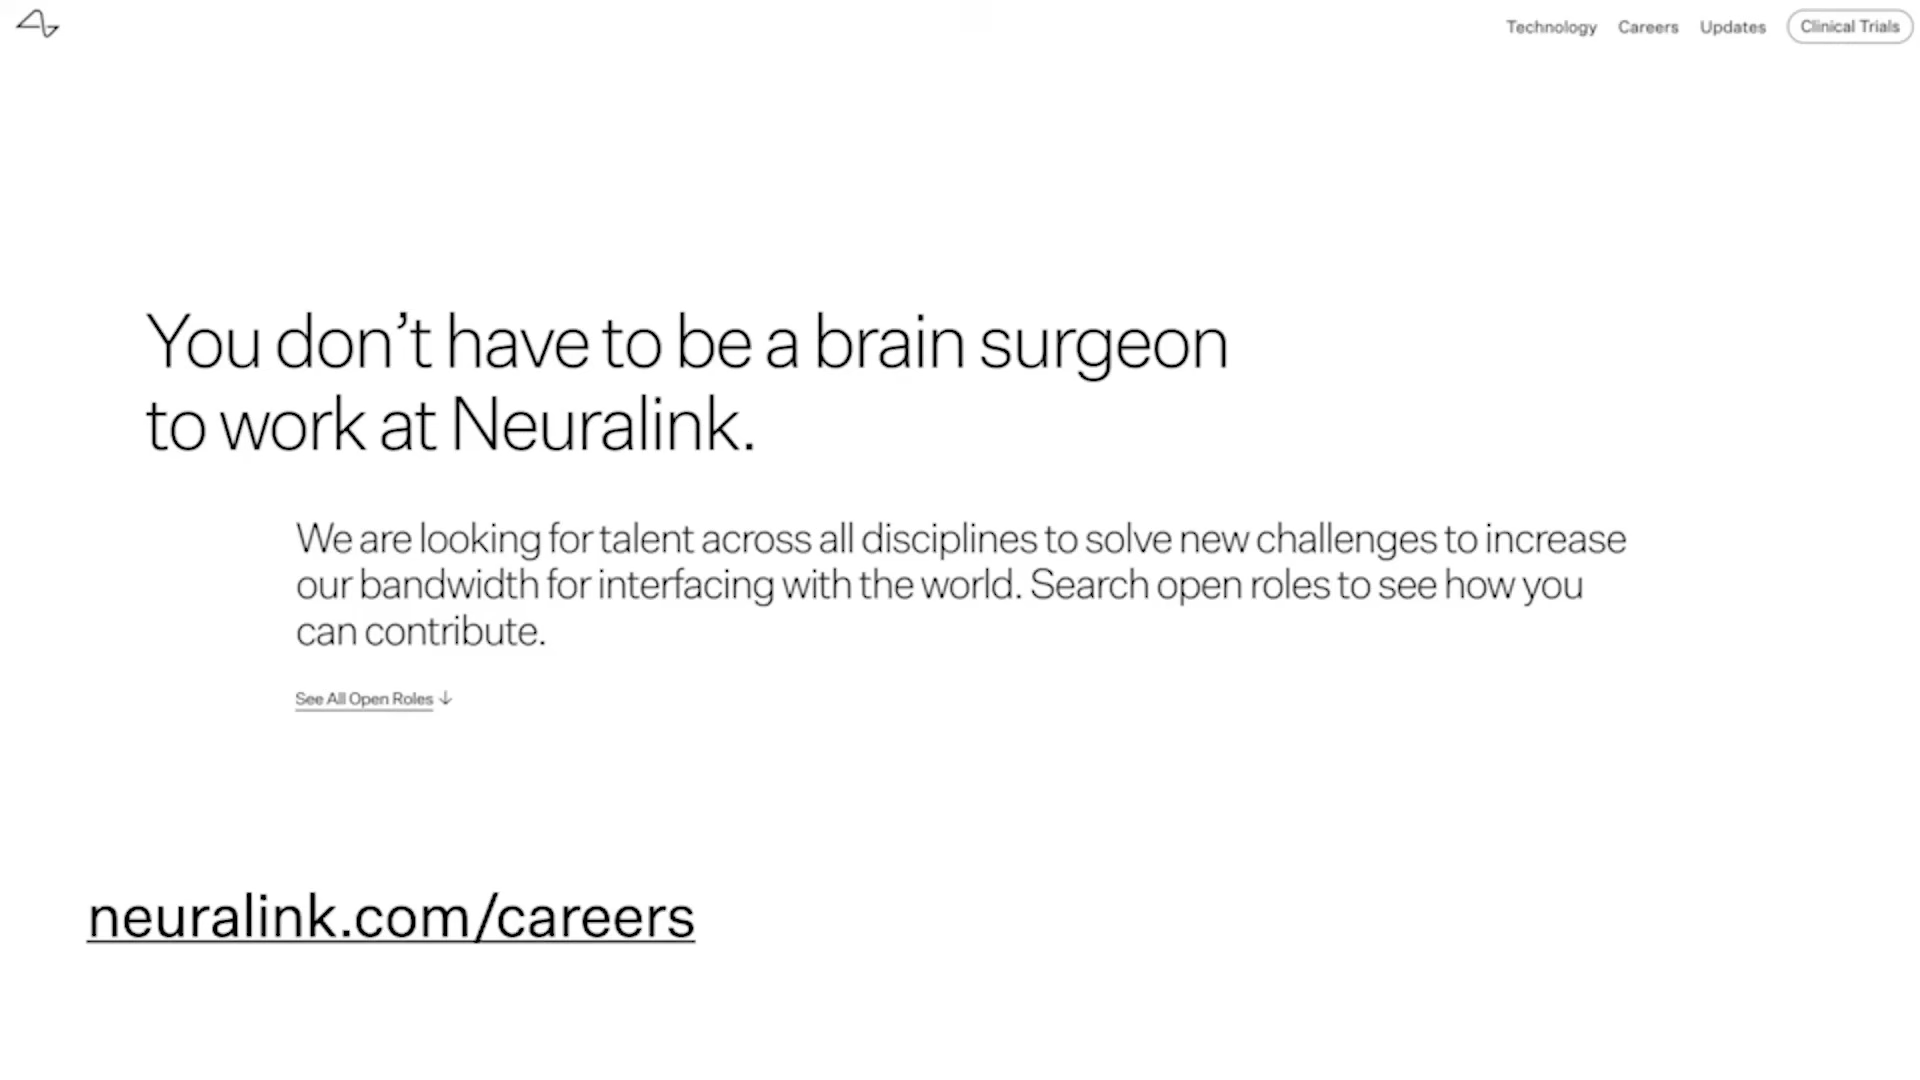 Technology Careers Updates Clinical Trials
You don’t have to be a brain surgeon
to work at Neuralink.
We are looking for talent across all disciplines to solve new challenges to increase
our bandwidth for interfacing with the world. Search open roles to see how you
can contribute.
See All Open Roles ↓
neuralink.com/careers